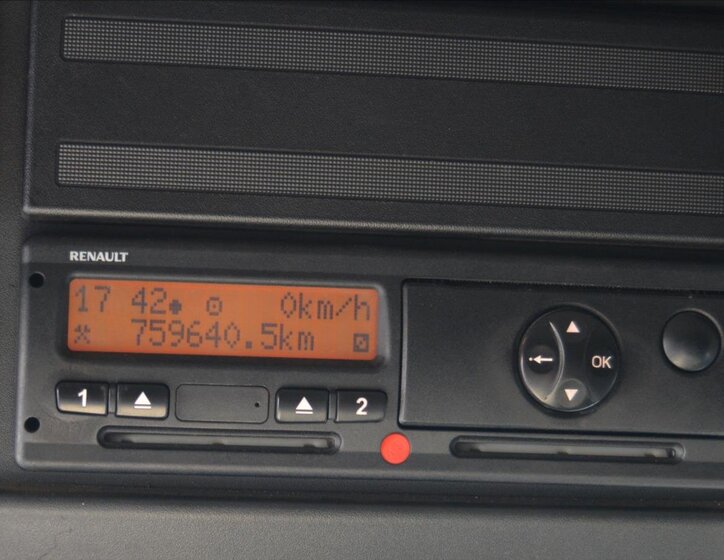 RENAULT
17 42 0km/h
759640.5km
1 2
OK